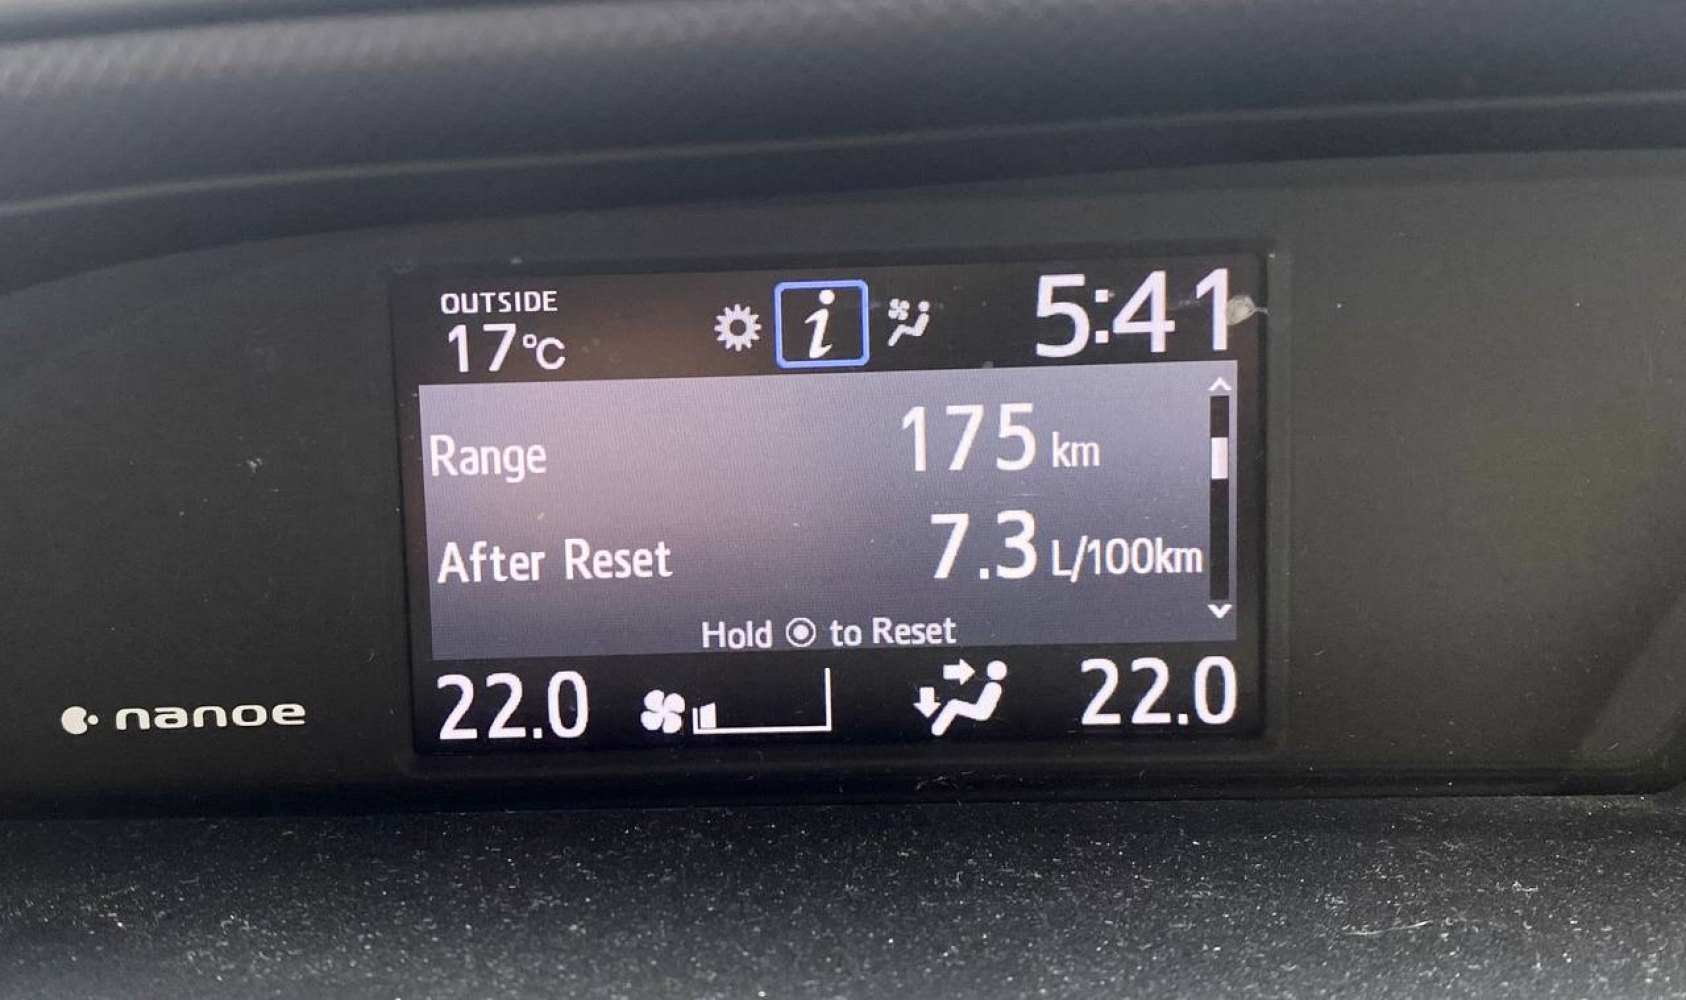 OUTSIDE
17°C
i
5:41
Range 175 km
After Reset 7.3 L/100km
Hold ⦿ to Reset
22.0 22.0
nanoe